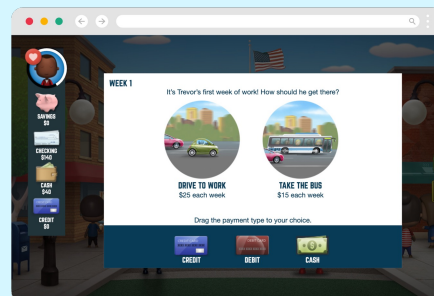 WEEK 1
It's Trevor's first week of work! How should he get there?
SAVINGS
$0
CHECKING
$140
CASH
$40
CREDIT
$0
DRIVE TO WORK
$25 each week
TAKE THE BUS
$15 each week
Drag the payment type to your choice.
CREDIT
DEBIT
CASH